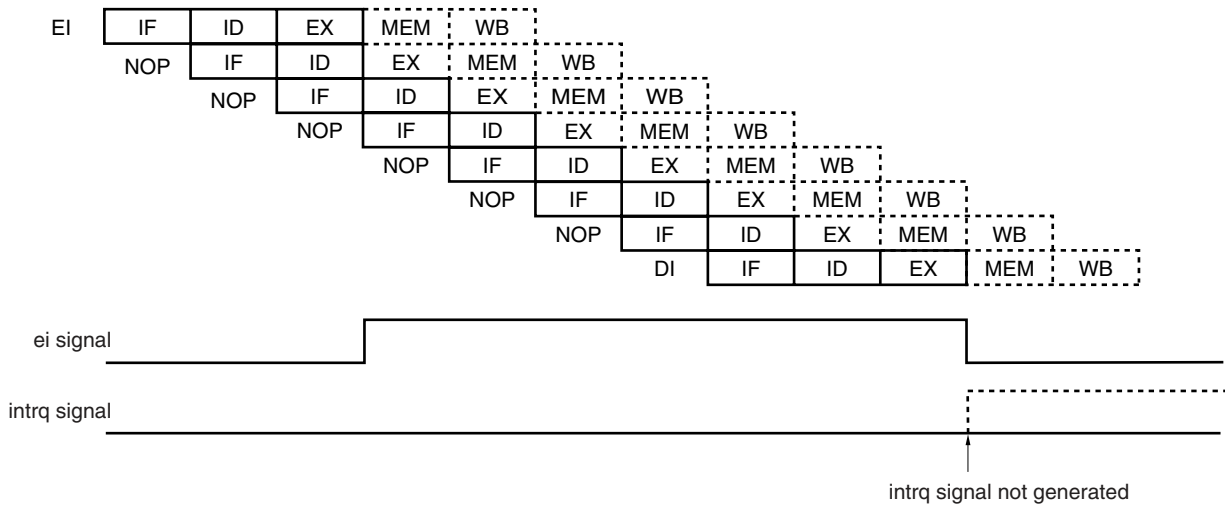 EI IF ID EX MEM WB
NOP IF ID EX MEM WB
NOP IF ID EX MEM WB
NOP IF ID EX MEM WB
NOP IF ID EX MEM WB
NOP IF ID EX MEM WB
NOP IF ID EX MEM WB
DI IF ID EX MEM WB
ei signal
intrq signal
intrq signal not generated